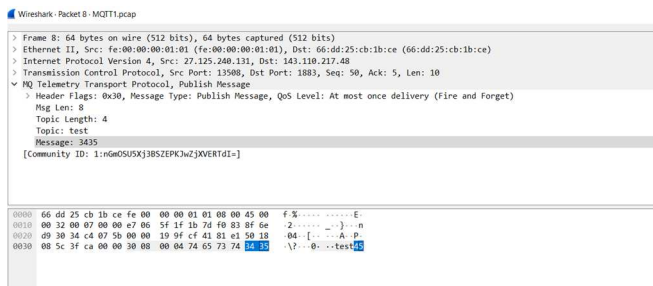 Wireshark · Packet 8 · MQTT1.pcap
> Frame 8: 64 bytes on wire (512 bits), 64 bytes captured (512 bits)
> Ethernet II, Src: fe:00:00:00:01:01 (fe:00:00:00:01:01), Dst: 66:dd:25:cb:1b:ce (66:dd:25:cb:1b:ce)
> Internet Protocol Version 4, Src: 27.125.240.131, Dst: 143.110.217.48
> Transmission Control Protocol, Src Port: 13508, Dst Port: 1883, Seq: 50, Ack: 5, Len: 10
MQ Telemetry Transport Protocol, Publish Message
> Header Flags: 0x30, Message Type: Publish Message, QoS Level: At most once delivery (Fire and Forget)
Msg Len: 8
Topic Length: 4
Topic: test
Message: 3435
[Community ID: 1:nGmOSU5Xj3BSZEPKJwZjXVERTdI=]
0000 66 dd 25 cb 1b ce fe 00 00 00 01 01 08 00 45 00 f·%····· ······E·
0010 00 32 00 07 00 00 e7 06 5f 1f 1b 7d f0 83 8f 6e ·2······ _··}···n
0020 d9 30 34 c4 07 5b 00 00 19 9f cf 41 81 e1 50 18 ·04··[·· ···A··P·
0030 08 5c 3f ca 00 00 30 08 00 04 74 65 73 74 34 35 ·\?···0· ··test45